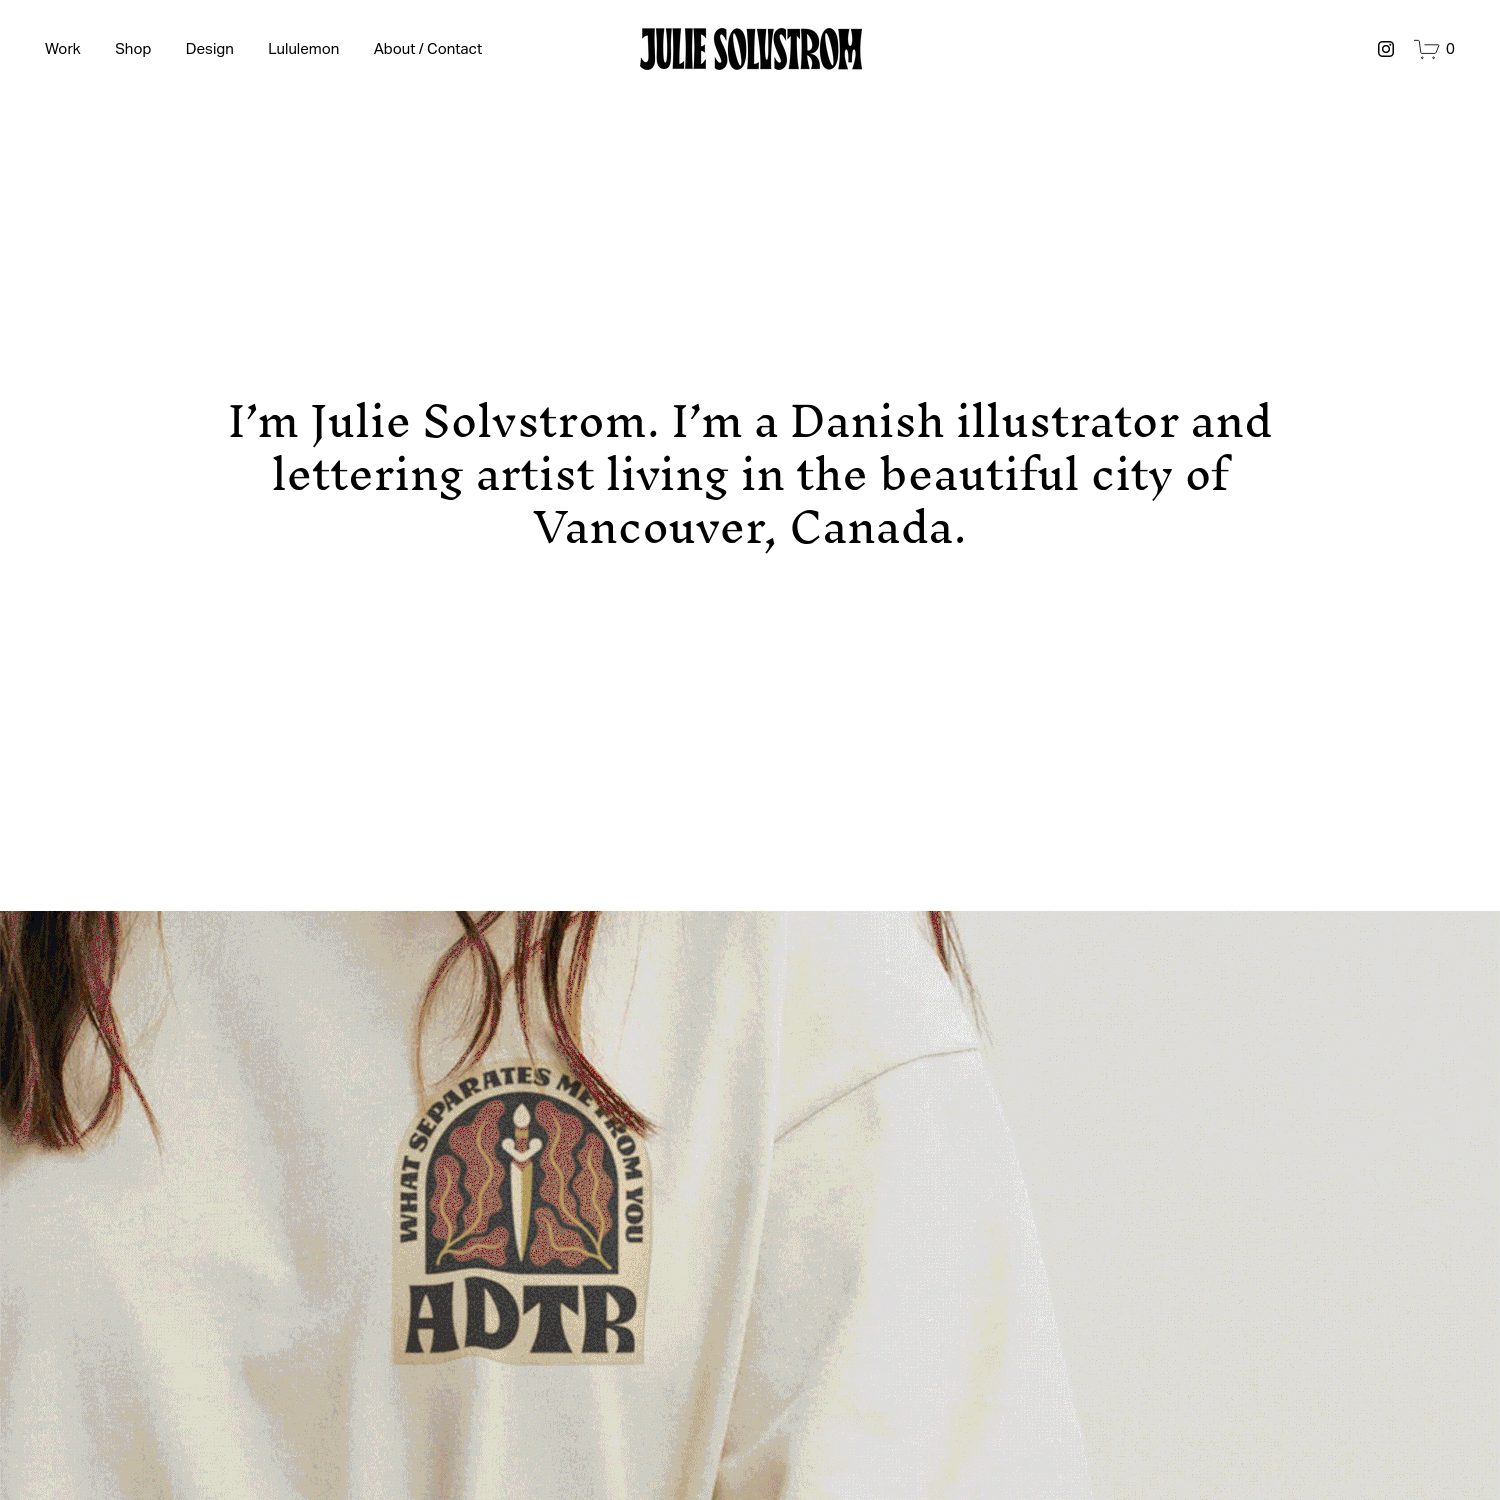 Work Shop Design Lululemon About / Contact
JULIE SOLVSTROM
0
I’m Julie Solvstrom. I’m a Danish illustrator and
lettering artist living in the beautiful city of
Vancouver, Canada.
WHAT SEPARATES ME FROM YOU
ADTR